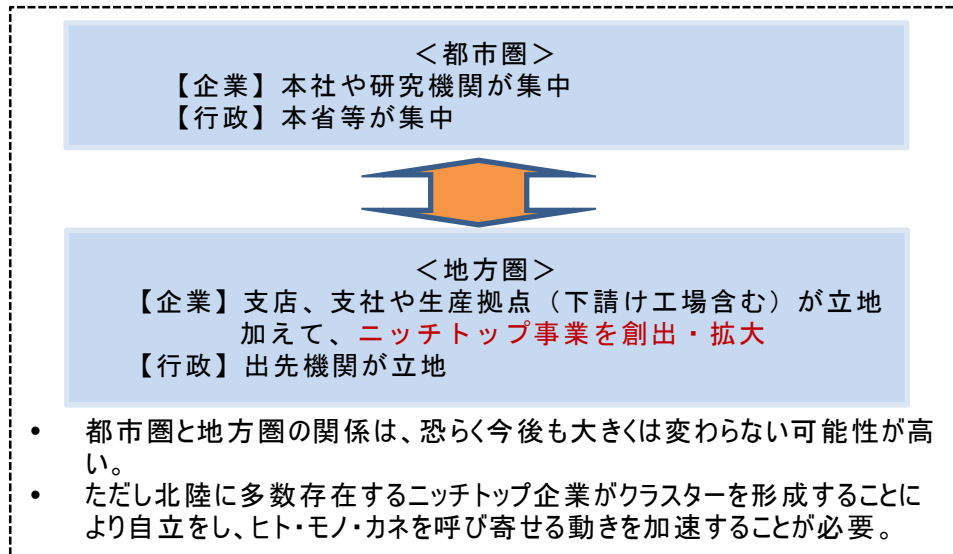 ＜都市圏＞
【企業】本社や研究機関が集中
【行政】本省等が集中
＜地方圏＞
【企業】支店、支社や生産拠点（下請け工場含む）が立地
加えて、ニッチトップ事業を創出・拡大
【行政】出先機関が立地
• 都市圏と地方圏の関係は、恐らく今後も大きくは変わらない可能性が高
い。
• ただし北陸に多数存在するニッチトップ企業がクラスターを形成することに
より自立をし、ヒト・モノ・カネを呼び寄せる動きを加速することが必要。